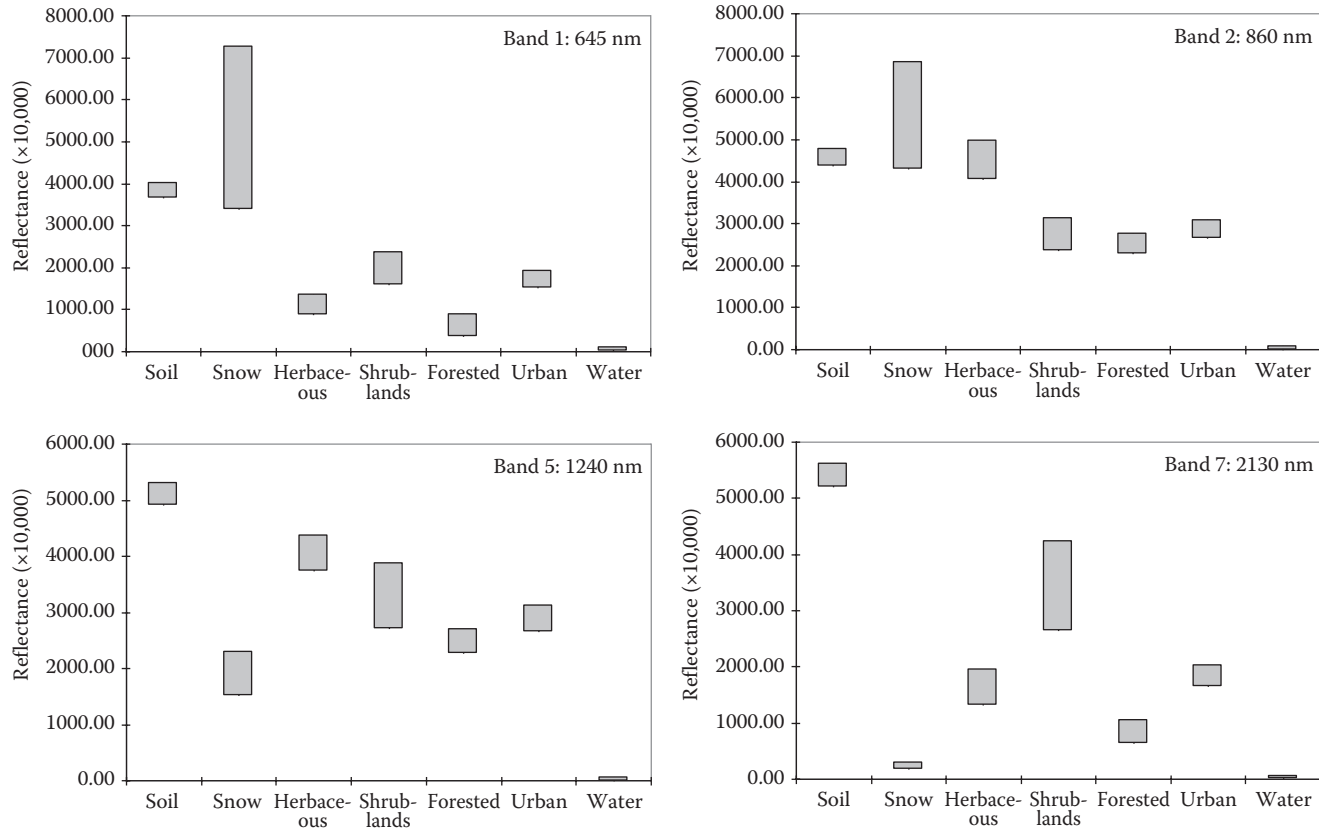 Band 1: 645 nm
Reflectance (×10,000)
8000.00
7000.00
6000.00
5000.00
4000.00
3000.00
2000.00
1000.00
000
Soil Snow Herbace- Shrub- Forested Urban Water
ous lands
Band 2: 860 nm
Reflectance (×10,000)
8000.00
7000.00
6000.00
5000.00
4000.00
3000.00
2000.00
1000.00
0.00
Soil Snow Herbace- Shrub- Forested Urban Water
ous lands
Band 5: 1240 nm
Reflectance (×10,000)
6000.00
5000.00
4000.00
3000.00
2000.00
1000.00
0.00
Soil Snow Herbace- Shrub- Forested Urban Water
ous lands
Band 7: 2130 nm
Reflectance (×10,000)
6000.00
5000.00
4000.00
3000.00
2000.00
1000.00
0.00
Soil Snow Herbace- Shrub- Forested Urban Water
ous lands